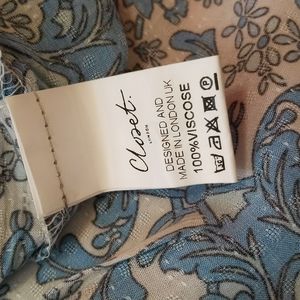 Closet.
LONDON
DESIGNED AND
MADE IN LONDON UK
100%VISCOSE